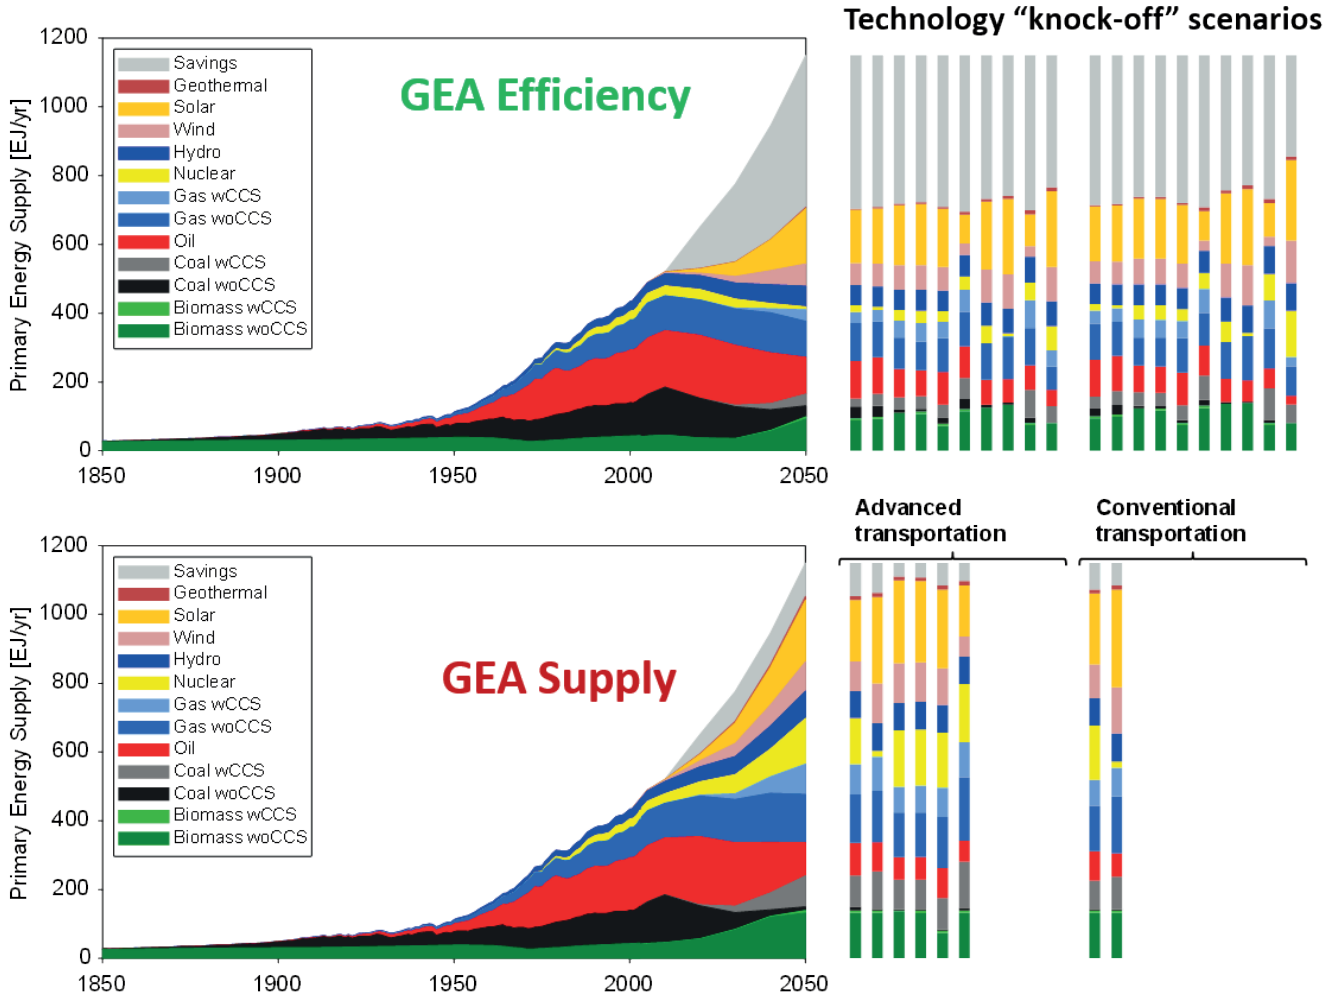 Technology “knock-off” scenarios
GEA Efficiency
Primary Energy Supply [EJ/yr]
1200
1000
800
600
400
200
0
Savings
Geothermal
Solar
Wind
Hydro
Nuclear
Gas wCCS
Gas woCCS
Oil
Coal wCCS
Coal woCCS
Biomass wCCS
Biomass woCCS
1850 1900 1950 2000 2050
Advanced
transportation
Conventional
transportation
GEA Supply
Primary Energy Supply [EJ/yr]
1200
1000
800
600
400
200
0
Savings
Geothermal
Solar
Wind
Hydro
Nuclear
Gas wCCS
Gas woCCS
Oil
Coal wCCS
Coal woCCS
Biomass wCCS
Biomass woCCS
1850 1900 1950 2000 2050